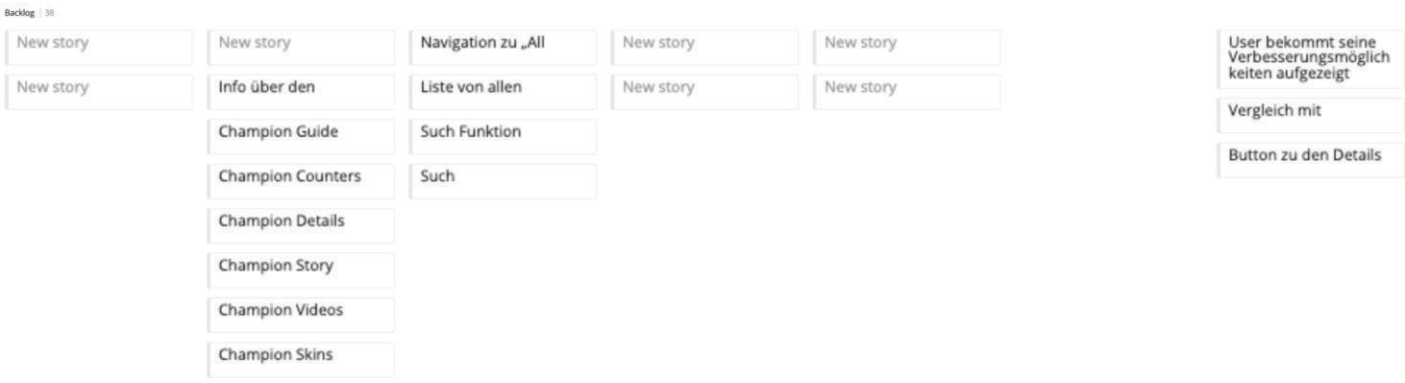 Backlog | 38
New story
New story
New story
Info über den
Champion Guide
Champion Counters
Champion Details
Champion Story
Champion Videos
Champion Skins
Navigation zu „All
Liste von allen
Such Funktion
Such
New story
New story
New story
New story
User bekommt seine
Verbesserungsmöglich
keiten aufgezeigt
Vergleich mit
Button zu den Details